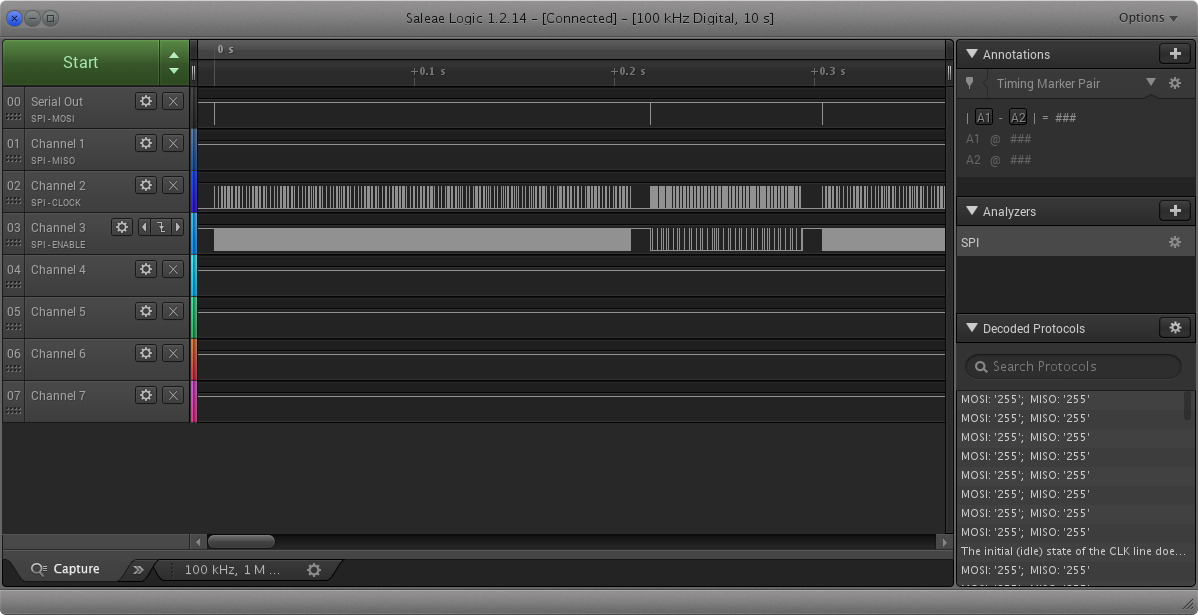 Saleae Logic 1.2.14 - [Connected] - [100 kHz Digital, 10 s]
Options
Start
0 s
+0.1 s
+0.2 s
+0.3 s
00
Serial Out
SPI - MOSI
01
Channel 1
SPI - MISO
02
Channel 2
SPI - CLOCK
03
Channel 3
SPI - ENABLE
04
Channel 4
05
Channel 5
06
Channel 6
07
Channel 7
Capture
100 kHz, 1 M ...
Annotations
Timing Marker Pair
| A1 - A2 | = ###
A1 @ ###
A2 @ ###
Analyzers
SPI
Decoded Protocols
Search Protocols
MOSI: '255'; MISO: '255'
MOSI: '255'; MISO: '255'
MOSI: '255'; MISO: '255'
MOSI: '255'; MISO: '255'
MOSI: '255'; MISO: '255'
MOSI: '255'; MISO: '255'
MOSI: '255'; MISO: '255'
MOSI: '255'; MISO: '255'
The initial (idle) state of the CLK line doe...
MOSI: '255'; MISO: '255'